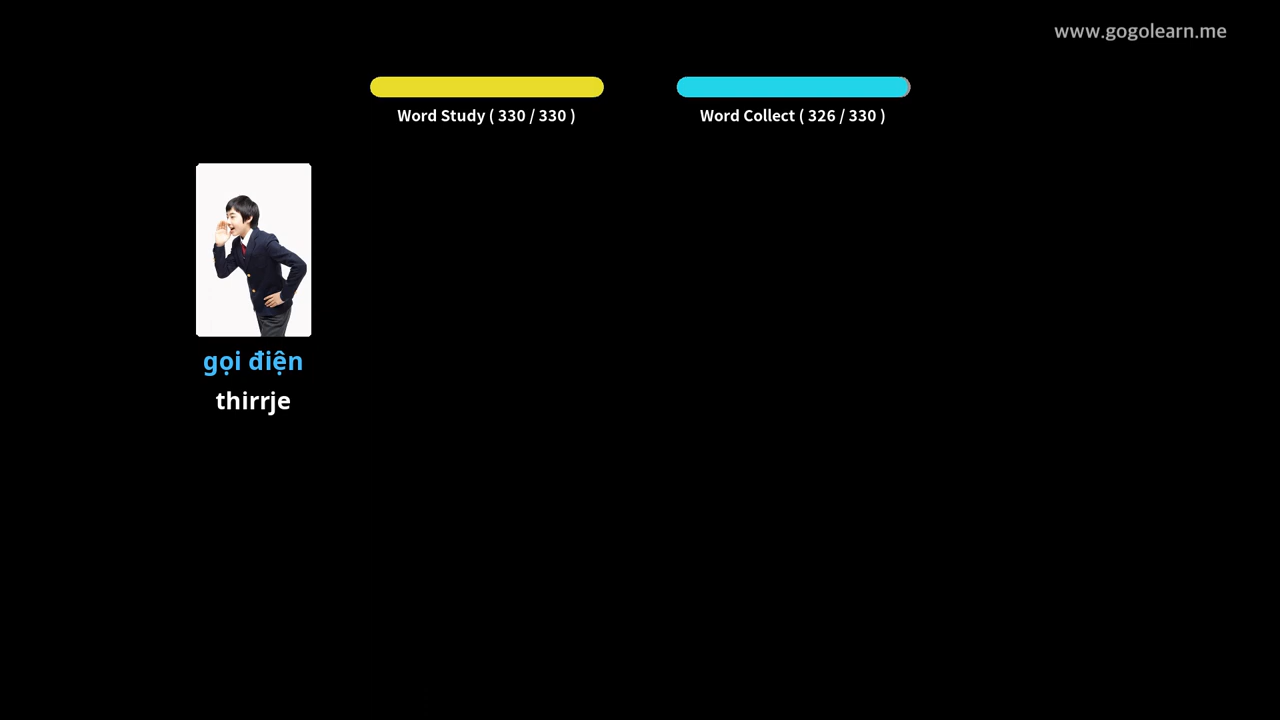 www.gogolearn.me
Word Study ( 330 / 330 )
Word Collect ( 326 / 330 )
gọi điện
thirrje